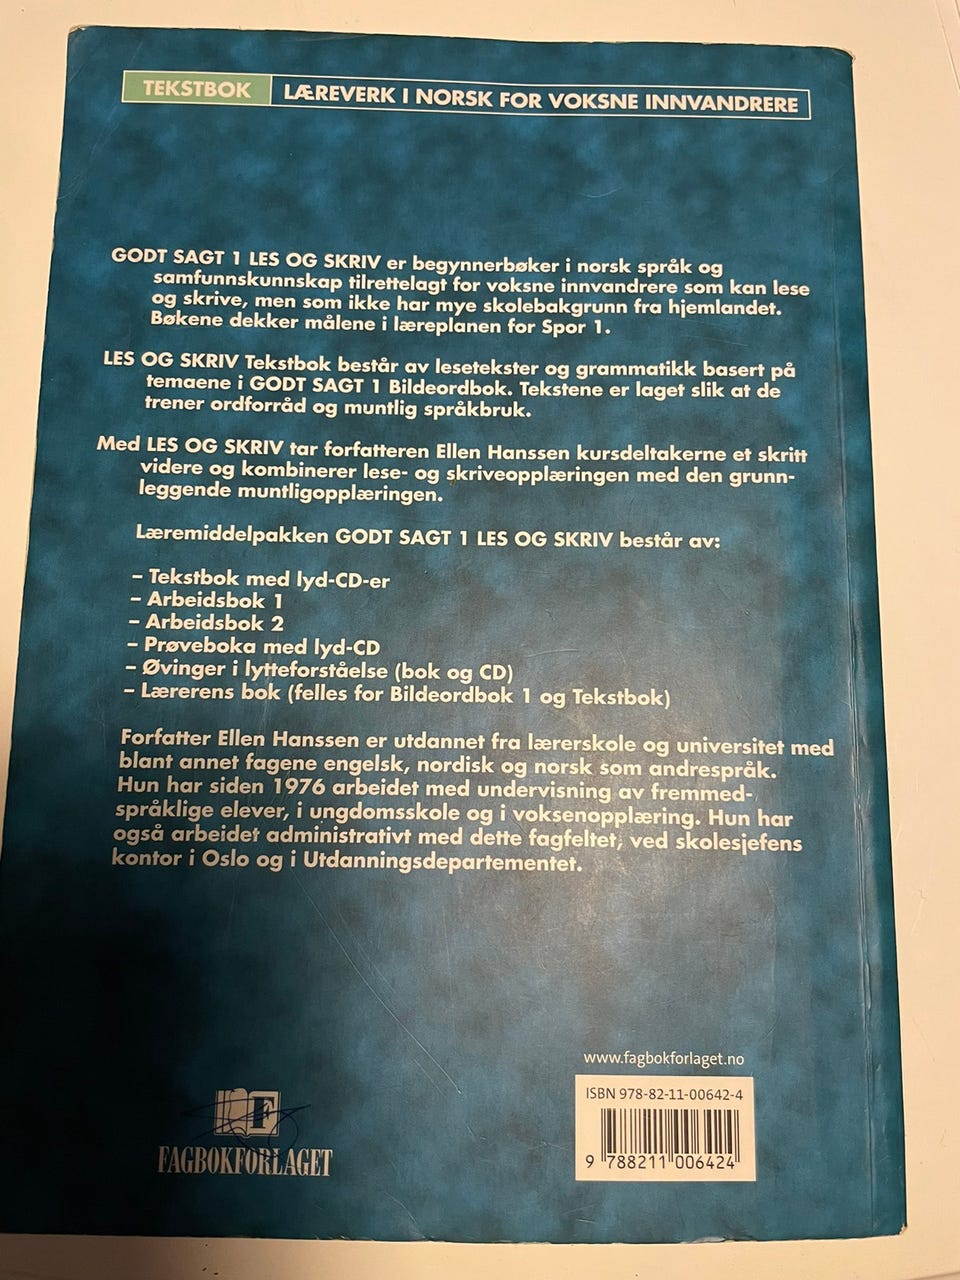 TEKSTBOK LÆREVERK I NORSK FOR VOKSNE INNVANDRERE
GODT SAGT 1 LES OG SKRIV er begynnerbøker i norsk språk og
samfunnskunnskap tilrettelagt for voksne innvandrere som kan lese
og skrive, men som ikke har mye skolebakgrunn fra hjemlandet.
Bøkene dekker målene i læreplanen for Spor 1.
LES OG SKRIV Tekstbok består av lesetekster og grammatikk basert på
temaene i GODT SAGT 1 Bildeordbok. Tekstene er laget slik at de
trener ordforråd og muntlig språkbruk.
Med LES OG SKRIV tar forfatteren Ellen Hanssen kursdeltakerne et skritt
videre og kombinerer lese- og skriveopplæringen med den grunn-
leggende muntligopplæringen.
Læremiddelpakken GODT SAGT 1 LES OG SKRIV består av:
– Tekstbok med lyd-CD-er
– Arbeidsbok 1
– Arbeidsbok 2
– Prøveboka med lyd-CD
– Øvinger i lytteforståelse (bok og CD)
– Lærerens bok (felles for Bildeordbok 1 og Tekstbok)
Forfatter Ellen Hanssen er utdannet fra lærerskole og universitet med
blant annet fagene engelsk, nordisk og norsk som andrespråk.
Hun har siden 1976 arbeidet med undervisning av fremmed-
språklige elever, i ungdomsskole og i voksenopplæring. Hun har
også arbeidet administrativt med dette fagfeltet, ved skolesjefens
kontor i Oslo og i Utdanningsdepartementet.
www.fagbokforlaget.no
ISBN 978-82-11-00642-4
9 788211 006424
F
FAGBOKFORLAGET